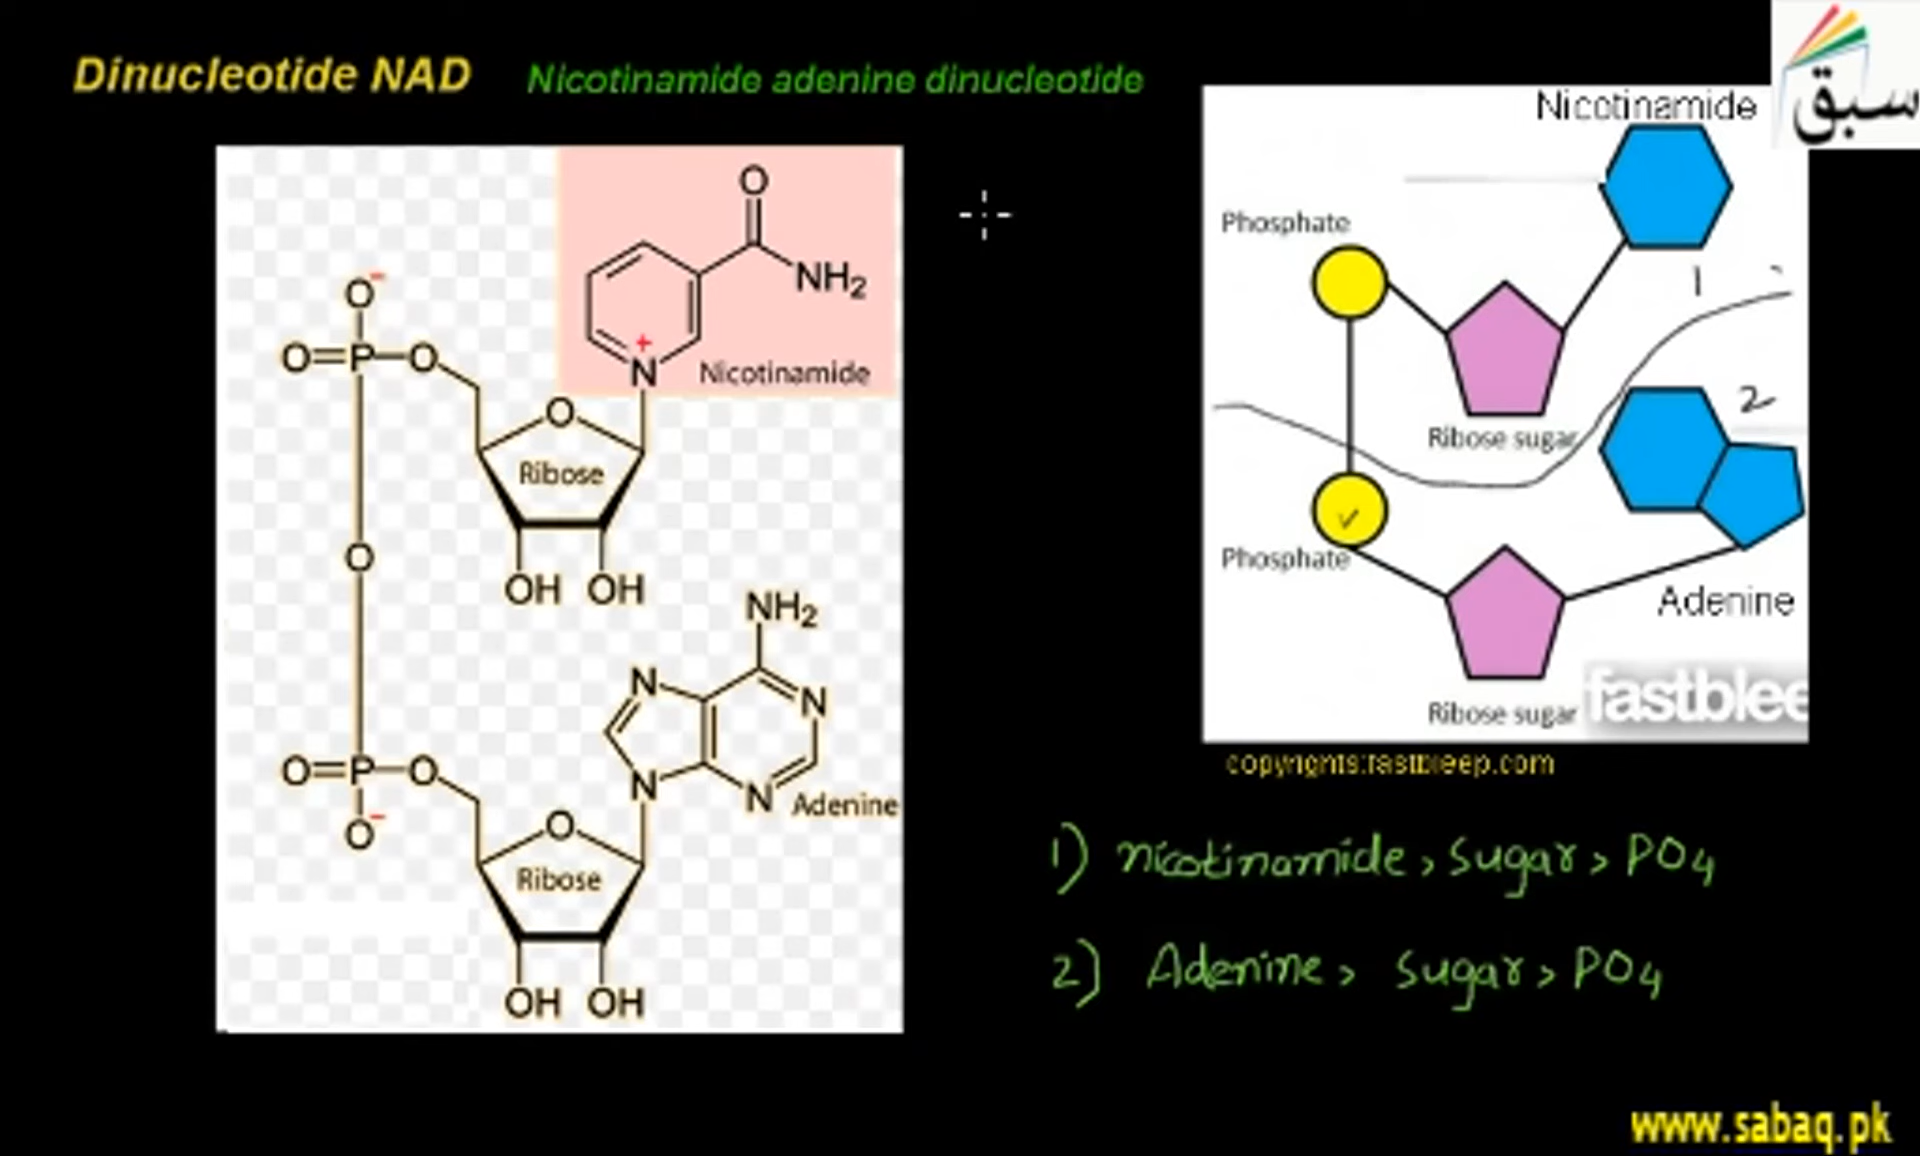 Dinucleotide NAD
Nicotinamide adenine dinucleotide
سبق
O
NH2
+
N
Nicotinamide
O-
O=P-O
O
Ribose
OH OH
O
NH2
N
N
N
N
Adenine
O=P-O
O-
O
Ribose
OH OH
Nicotinamide
Phosphate
1
Ribose sugar
2
Phosphate
Adenine
Ribose sugar
fastblee
copyrights:fastbleep.com
1) nicotinamide, sugar, PO4
2) Adenine, sugar, PO4
www.sabaq.pk